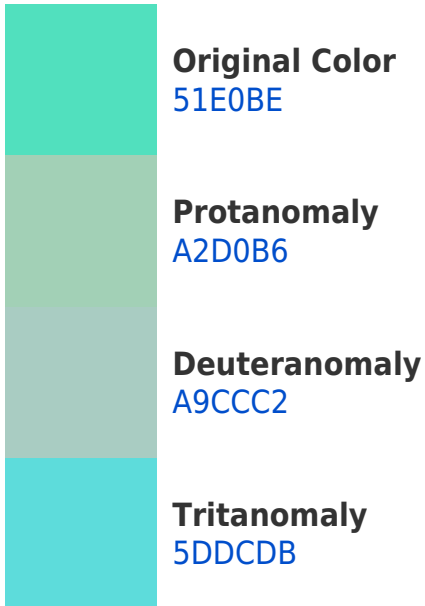 Original Color
51E0BE
Protanomaly
A2D0B6
Deuteranomaly
A9CCC2
Tritanomaly
5DDCDB